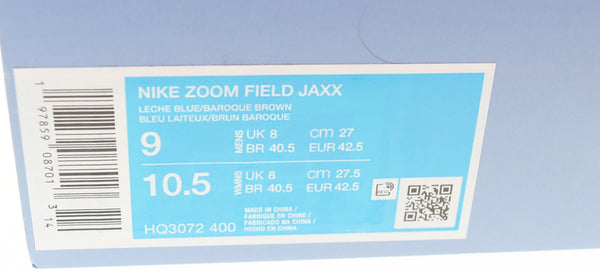 NIKE ZOOM FIELD JAXX
LECHE BLUE/BAROQUE BROWN
BLEU LAITEUX/BRUN BAROQUE
9 MENS UK 8 CM 27
BR 40.5 EUR 42.5
10.5 WMNS UK 8 CM 27.5
BR 40.5 EUR 42.5
MADE IN CHINA /
FABRIQUE EN CHINE /
FABRICADO NA CHINA /
HECHO EN CHINA
HQ3072 400
1 97859 08701 3 14